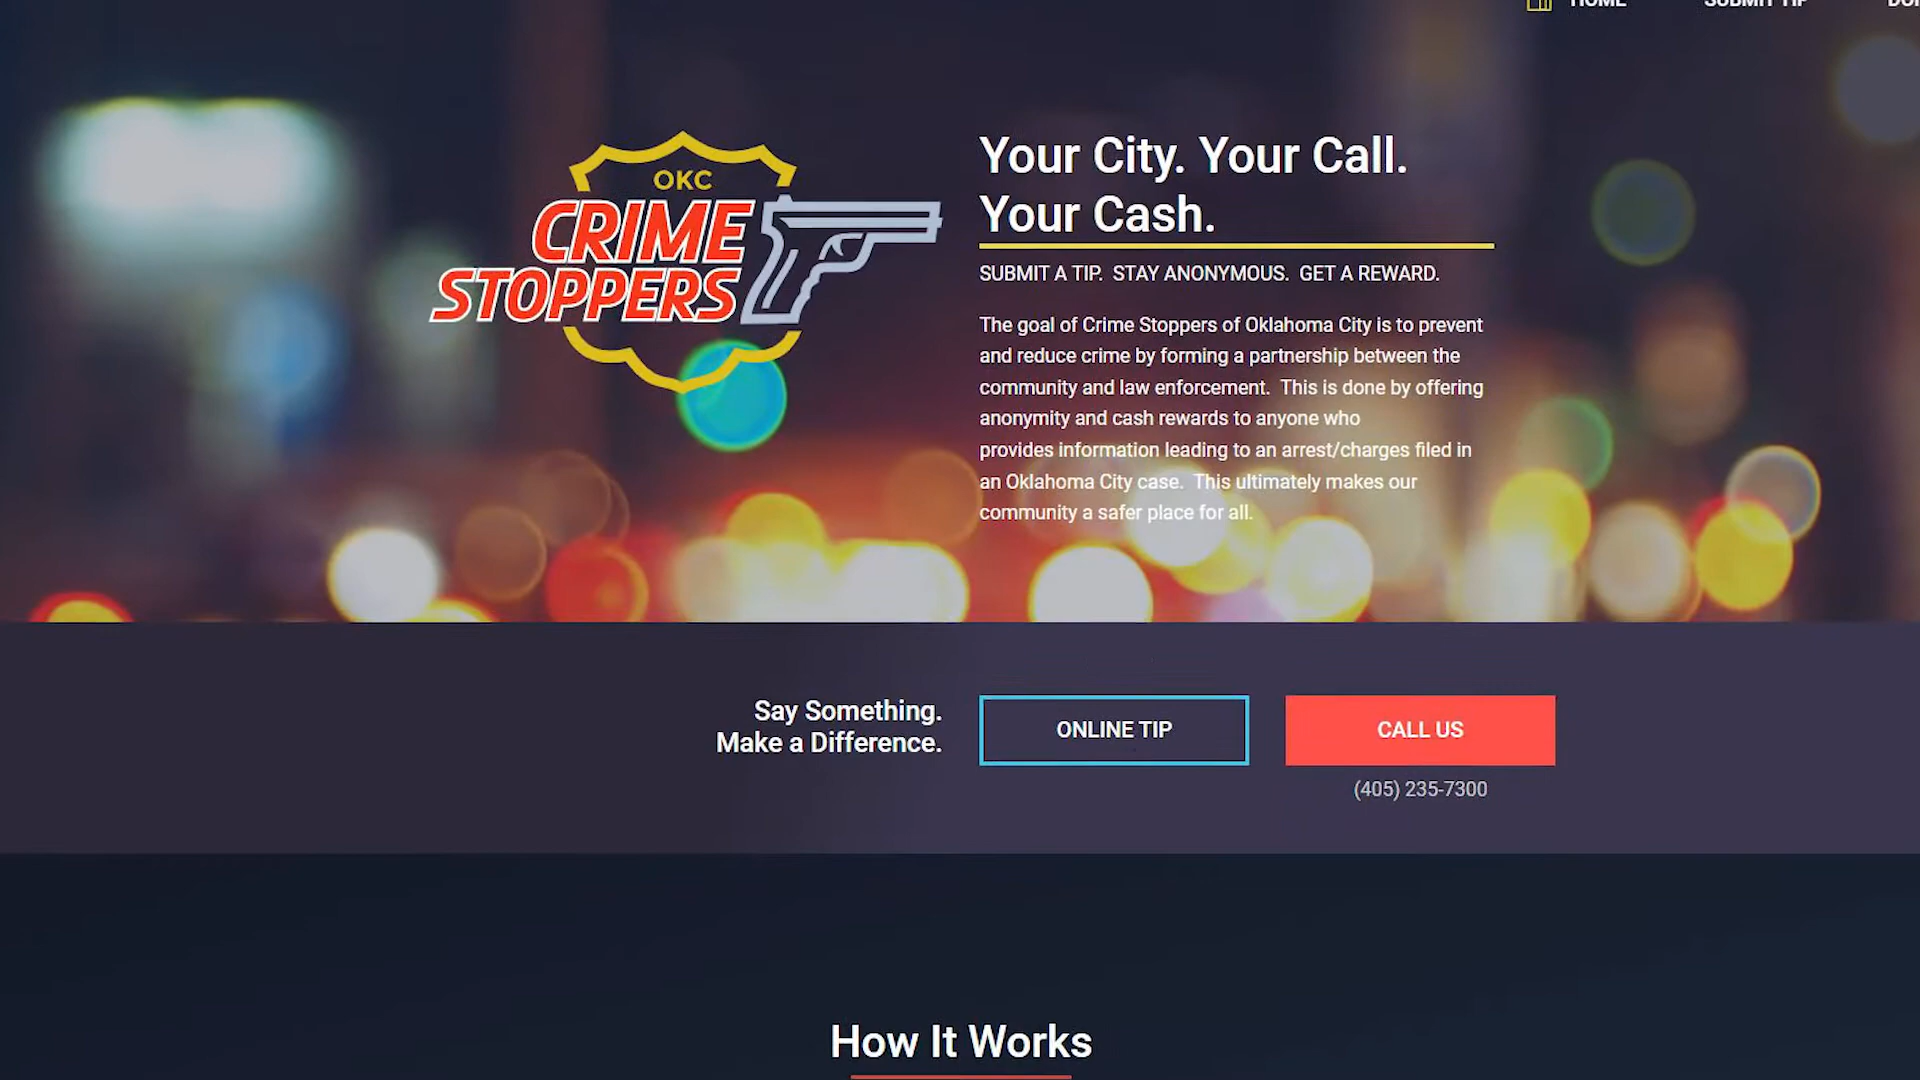 HOME SUBMIT TIP
OKC
CRIME
STOPPERS
Your City. Your Call.
Your Cash.
SUBMIT A TIP. STAY ANONYMOUS. GET A REWARD.
The goal of Crime Stoppers of Oklahoma City is to prevent
and reduce crime by forming a partnership between the
community and law enforcement. This is done by offering
anonymity and cash rewards to anyone who
provides information leading to an arrest/charges filed in
an Oklahoma City case. This ultimately makes our
community a safer place for all.
Say Something.
Make a Difference.
ONLINE TIP
CALL US
(405) 235-7300
How It Works